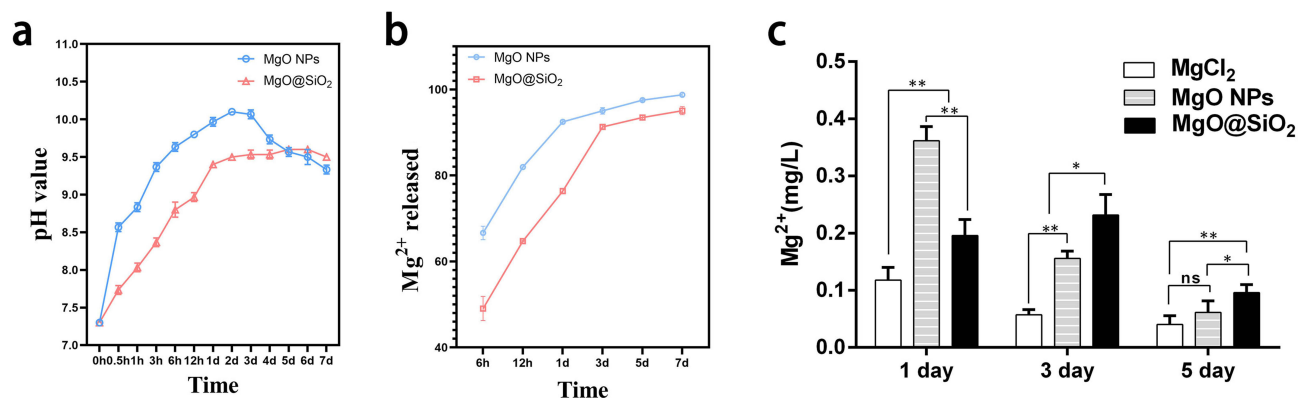 a
11.0
10.5
10.0
9.5
9.0
8.5
8.0
7.5
7.0
pH value
MgO NPs
MgO@SiO₂
0h 0.5h 1h 3h 6h 12h 1d 2d 3d 4d 5d 6d 7d
Time
b
100
80
60
40
Mg²⁺ released
MgO NPs
MgO@SiO₂
6h 12h 1d 3d 5d 7d
Time
c
0.5
0.4
0.3
0.2
0.1
0.0
Mg²⁺(mg/L)
MgCl₂
MgO NPs
MgO@SiO₂
**
**
**
*
ns
**
*
1 day 3 day 5 day